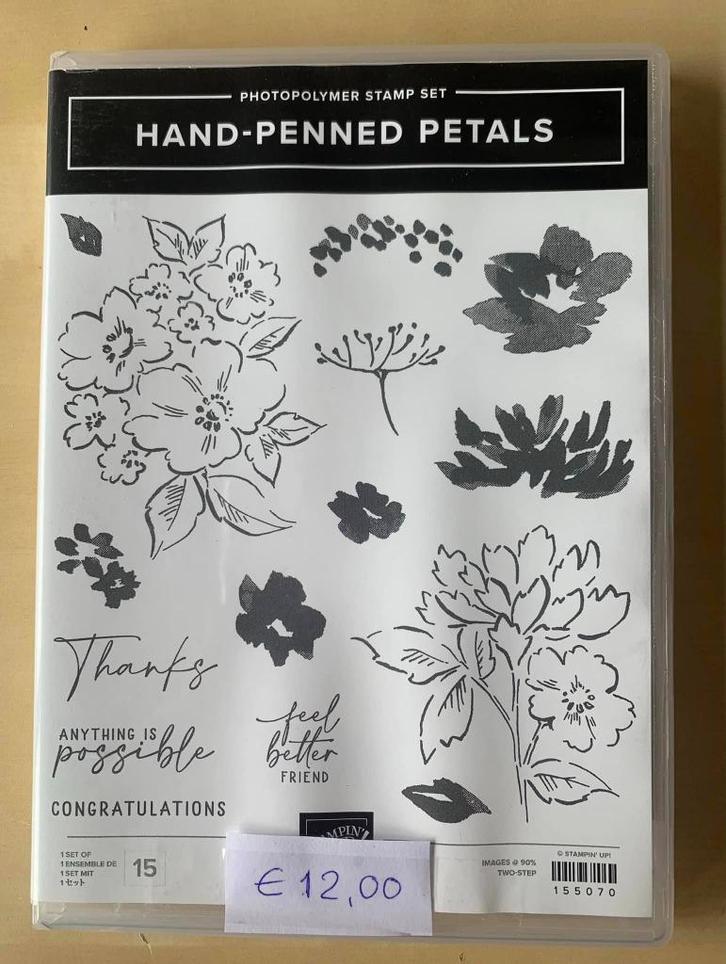 PHOTOPOLYMER STAMP SET
HAND-PENNED PETALS
Thanks
ANYTHING IS
possible
CONGRATULATIONS
feel
better
FRIEND
1 SET OF
1 ENSEMBLE DE
1 SET MIT
1 セット
15
STAMPIN'
€ 12,00
IMAGES @ 90%
TWO-STEP
© STAMPIN' UP!
155070